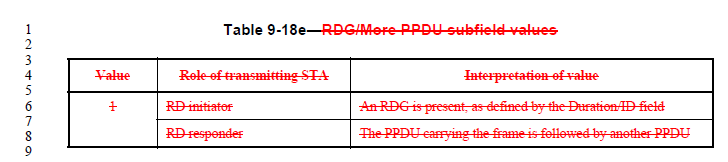 1 Table 9-18e—RDG/More PPDU subfield values
2
3
4 Value Role of transmitting STA Interpretation of value
5
6 1 RD initiator An RDG is present, as defined by the Duration/ID field
7
8 RD responder The PPDU carrying the frame is followed by another PPDU
9